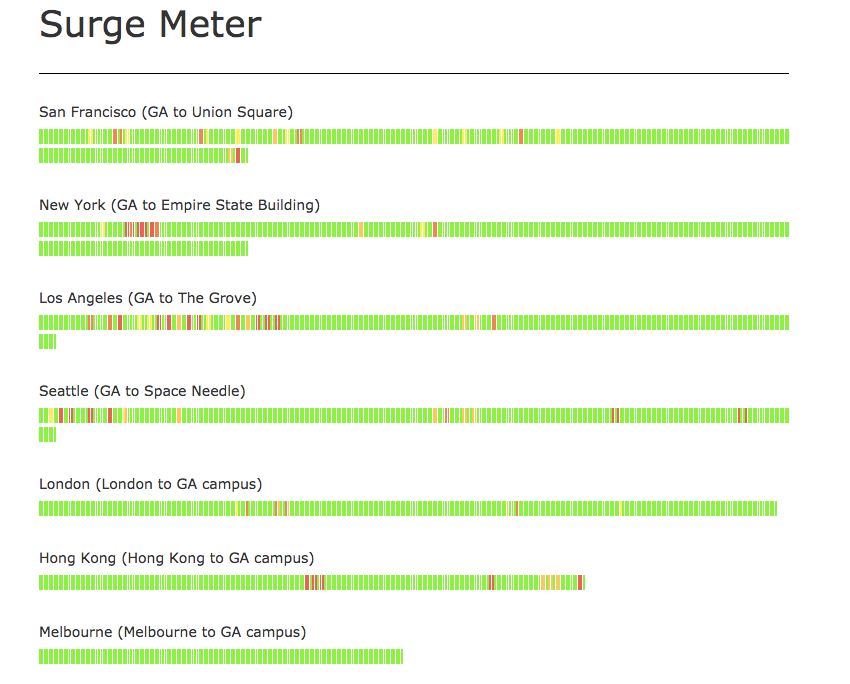 Surge Meter
San Francisco (GA to Union Square)
New York (GA to Empire State Building)
Los Angeles (GA to The Grove)
Seattle (GA to Space Needle)
London (London to GA campus)
Hong Kong (Hong Kong to GA campus)
Melbourne (Melbourne to GA campus)